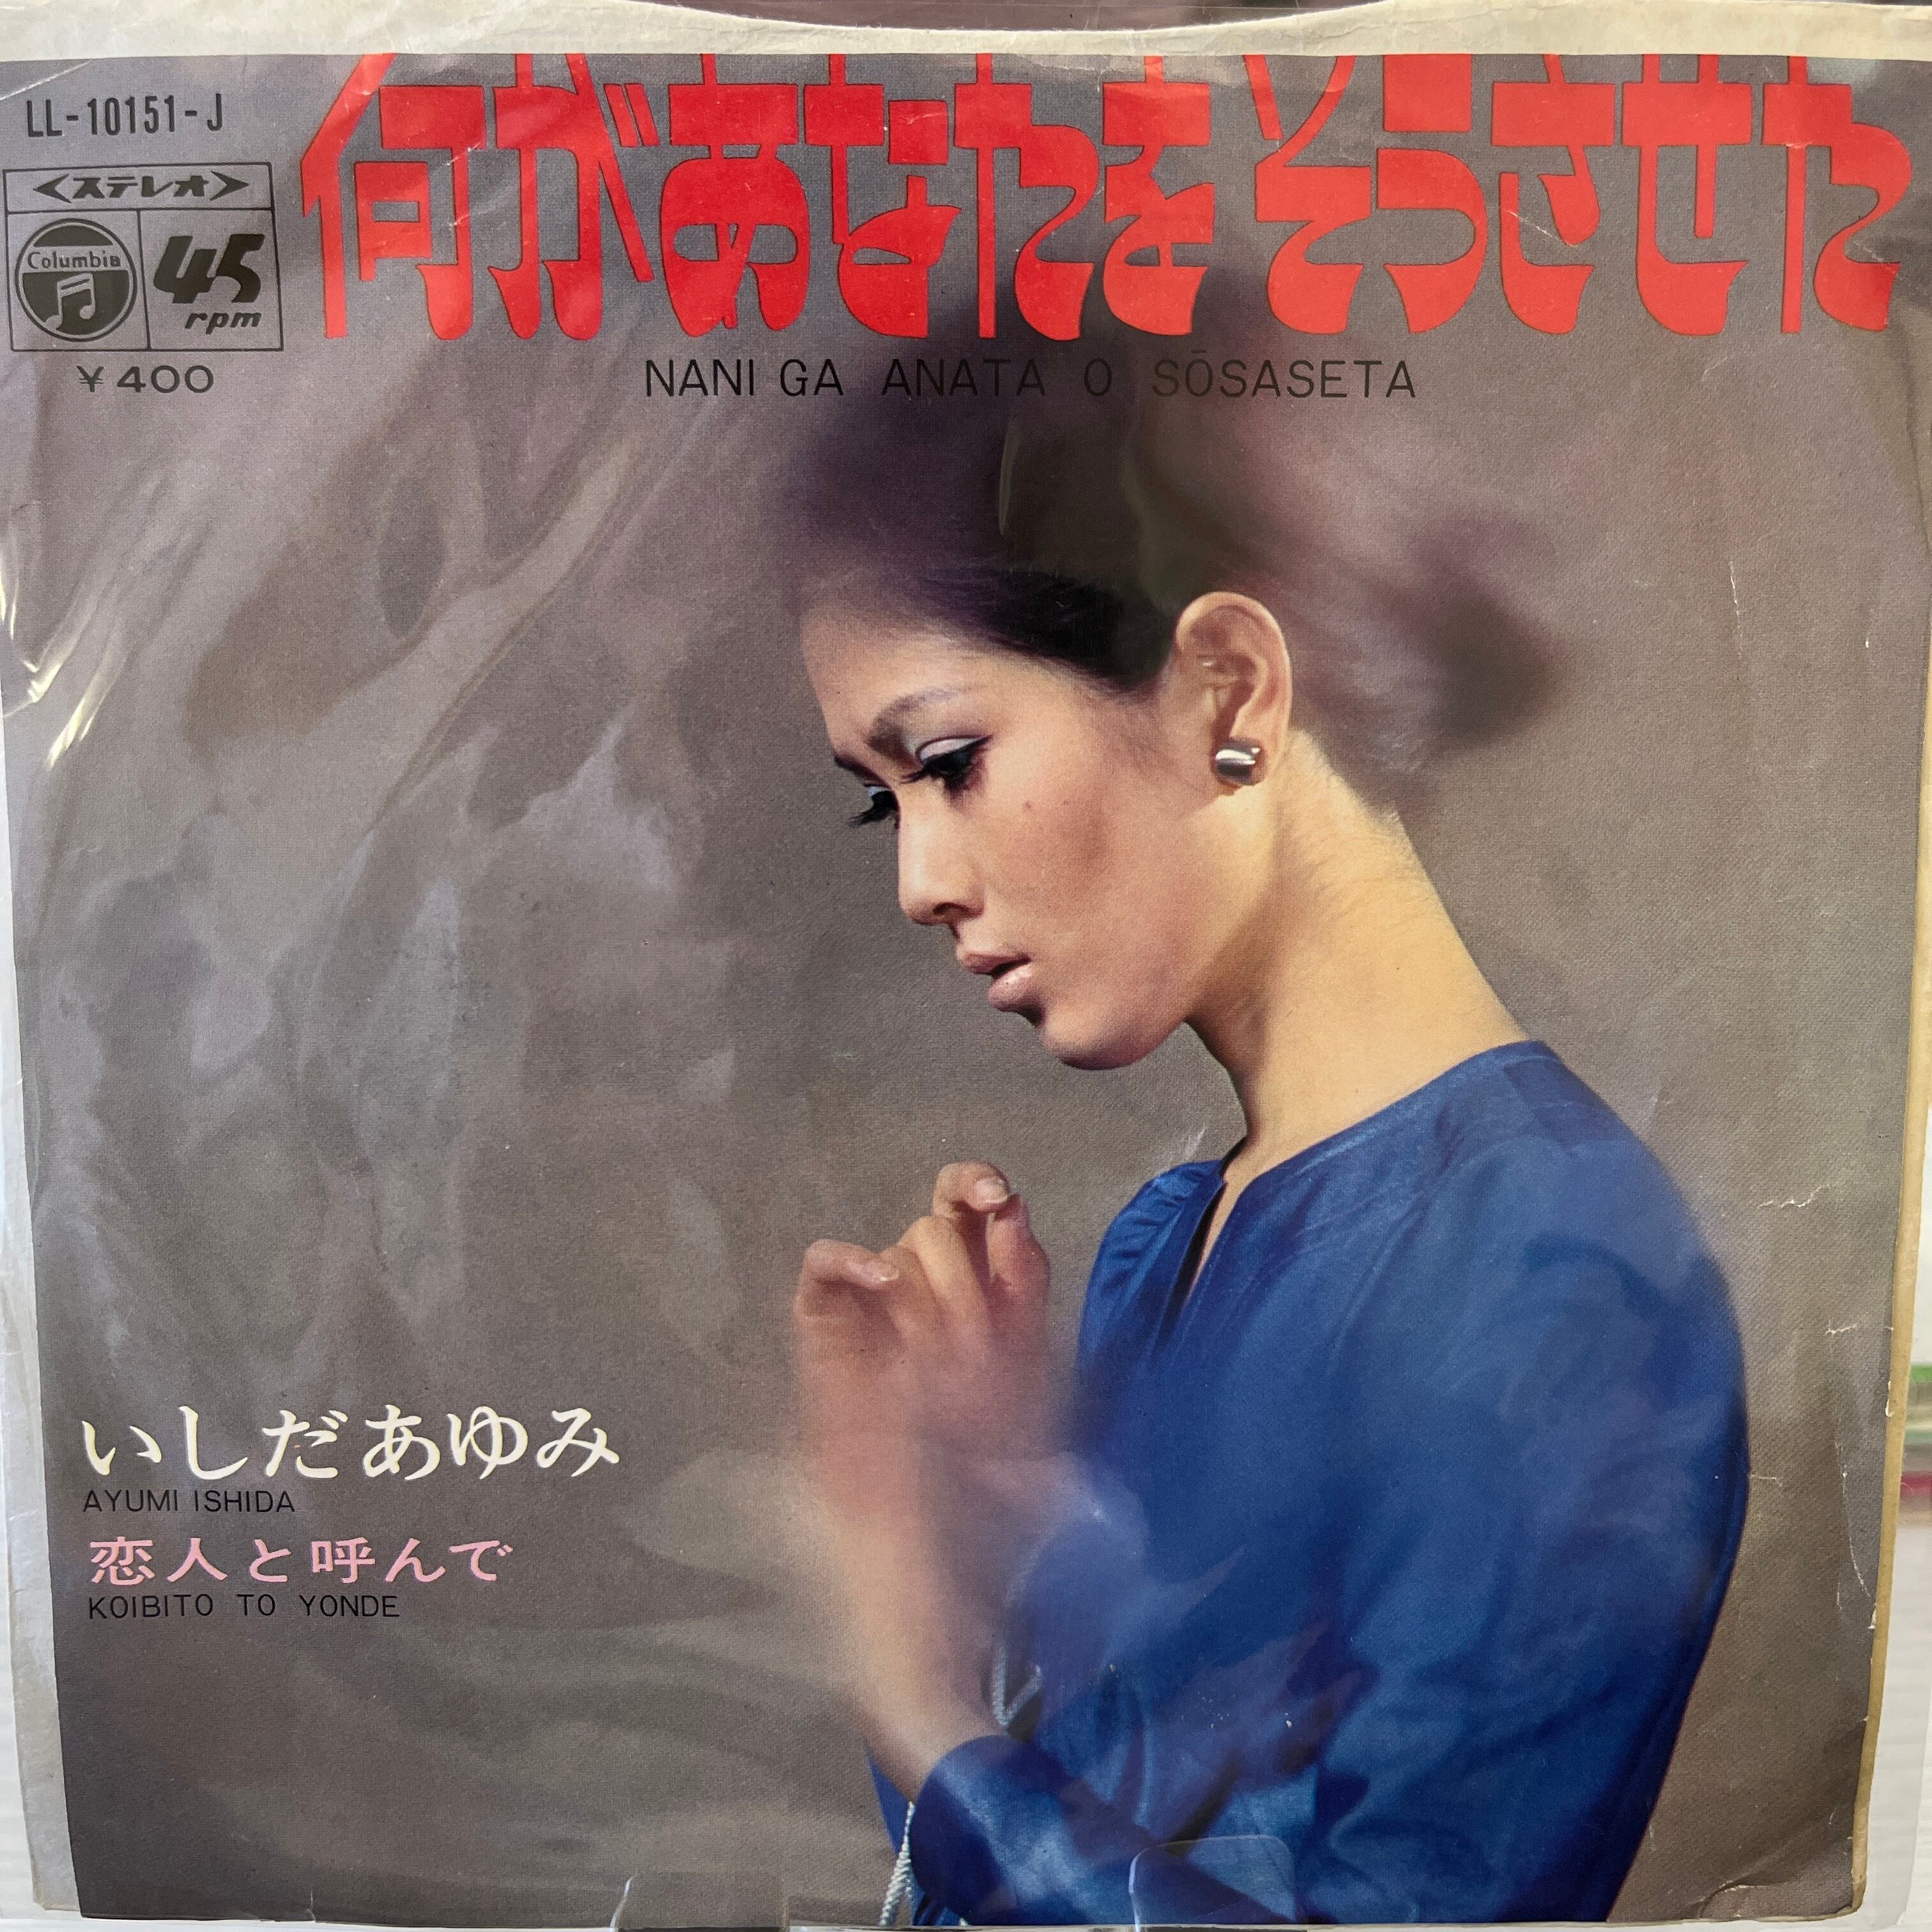 LL-10151-J
何があなたをそうさせた
<ステレオ>
Columbia
45
rpm
¥400
NANI GA ANATA O SŌSASETA
いしだあゆみ
AYUMI ISHIDA
恋人と呼んで
KOIBITO TO YONDE